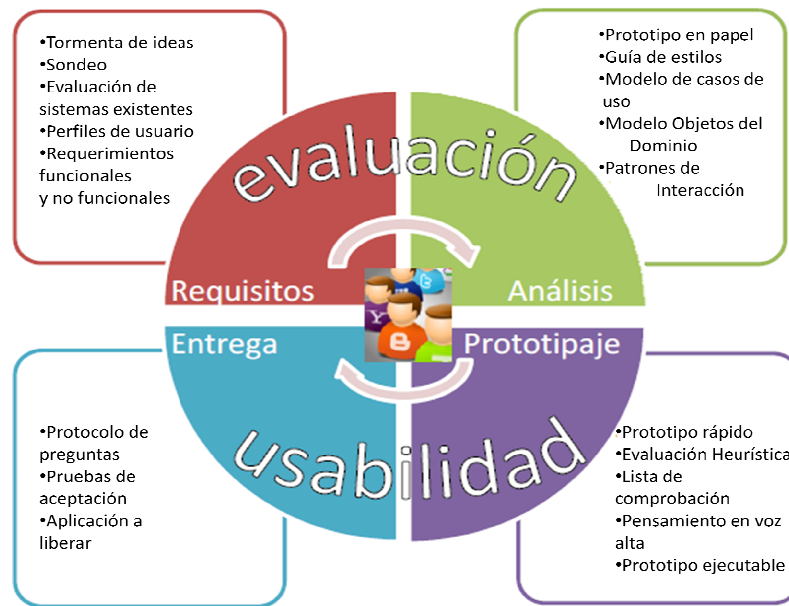 •Tormenta de ideas
•Sondeo
•Evaluación de
sistemas existentes
•Perfiles de usuario
•Requerimientos
funcionales
y no funcionales
•Prototipo en papel
•Guía de estilos
•Modelo de casos de
uso
•Modelo Objetos del
Dominio
•Patrones de
Interacción
evaluación
Requisitos
Análisis
Entrega
Prototipaje
usabilidad
•Protocolo de
preguntas
•Pruebas de
aceptación
•Aplicación a
liberar
•Prototipo rápido
•Evaluación Heurística
•Lista de
comprobación
•Pensamiento en voz
alta
•Prototipo ejecutable